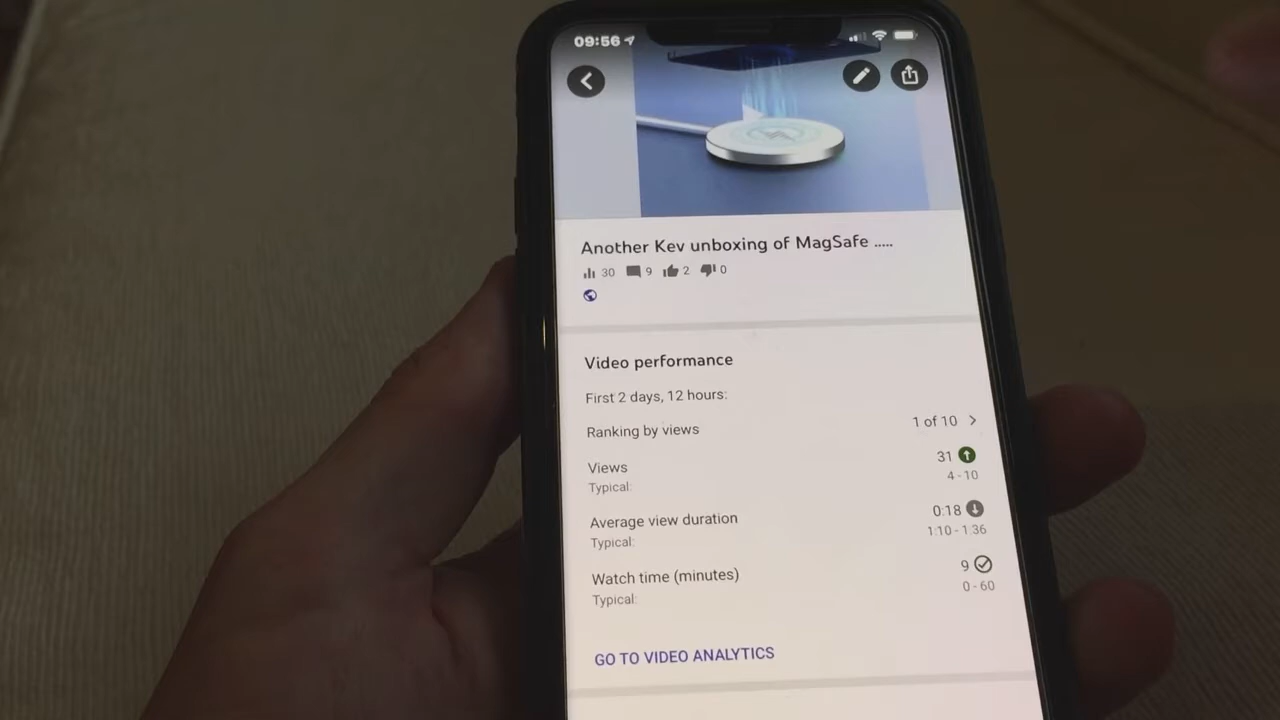 09:56
Another Kev unboxing of MagSafe .....
30 9 2 0
Video performance
First 2 days, 12 hours:
Ranking by views 1 of 10
Views 31
Typical: 4 - 10
Average view duration 0:18
Typical: 1:10 - 1:36
Watch time (minutes) 9
Typical: 0 - 60
GO TO VIDEO ANALYTICS